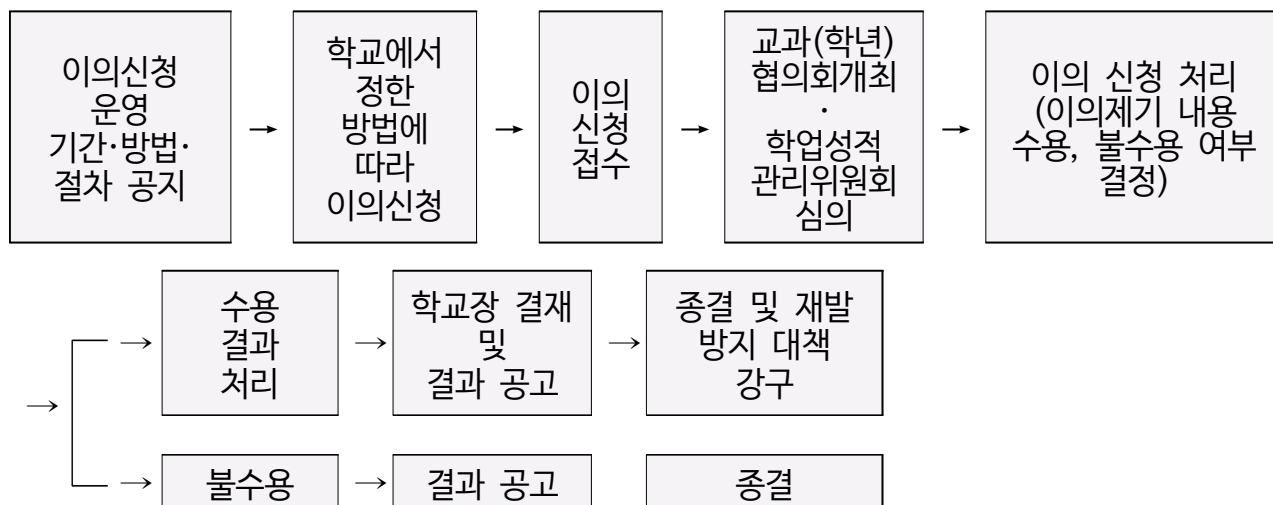 이의신청
운영
기간·방법·
절차 공지
→
학교에서
정한
방법에
따라
이의신청
→
이의
신청
접수
→
교과(학년)
협의회개최
·
학업성적
관리위원회
심의
→
이의 신청 처리
(이의제기 내용
수용, 불수용 여부
결정)
→
→
수용
결과
처리
→
학교장 결재
및
결과 공고
→
종결 및 재발
방지 대책
강구
→
불수용
→
결과 공고
종결